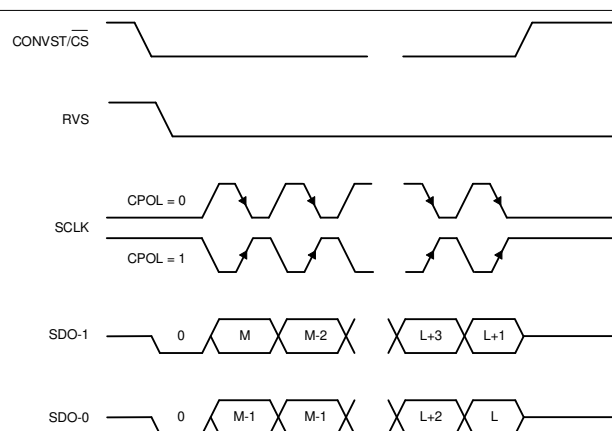 CONVST/CS
RVS
CPOL = 0
SCLK
CPOL = 1
SDO-1 0 M M-2 L+3 L+1
SDO-0 0 M-1 M-1 L+2 L